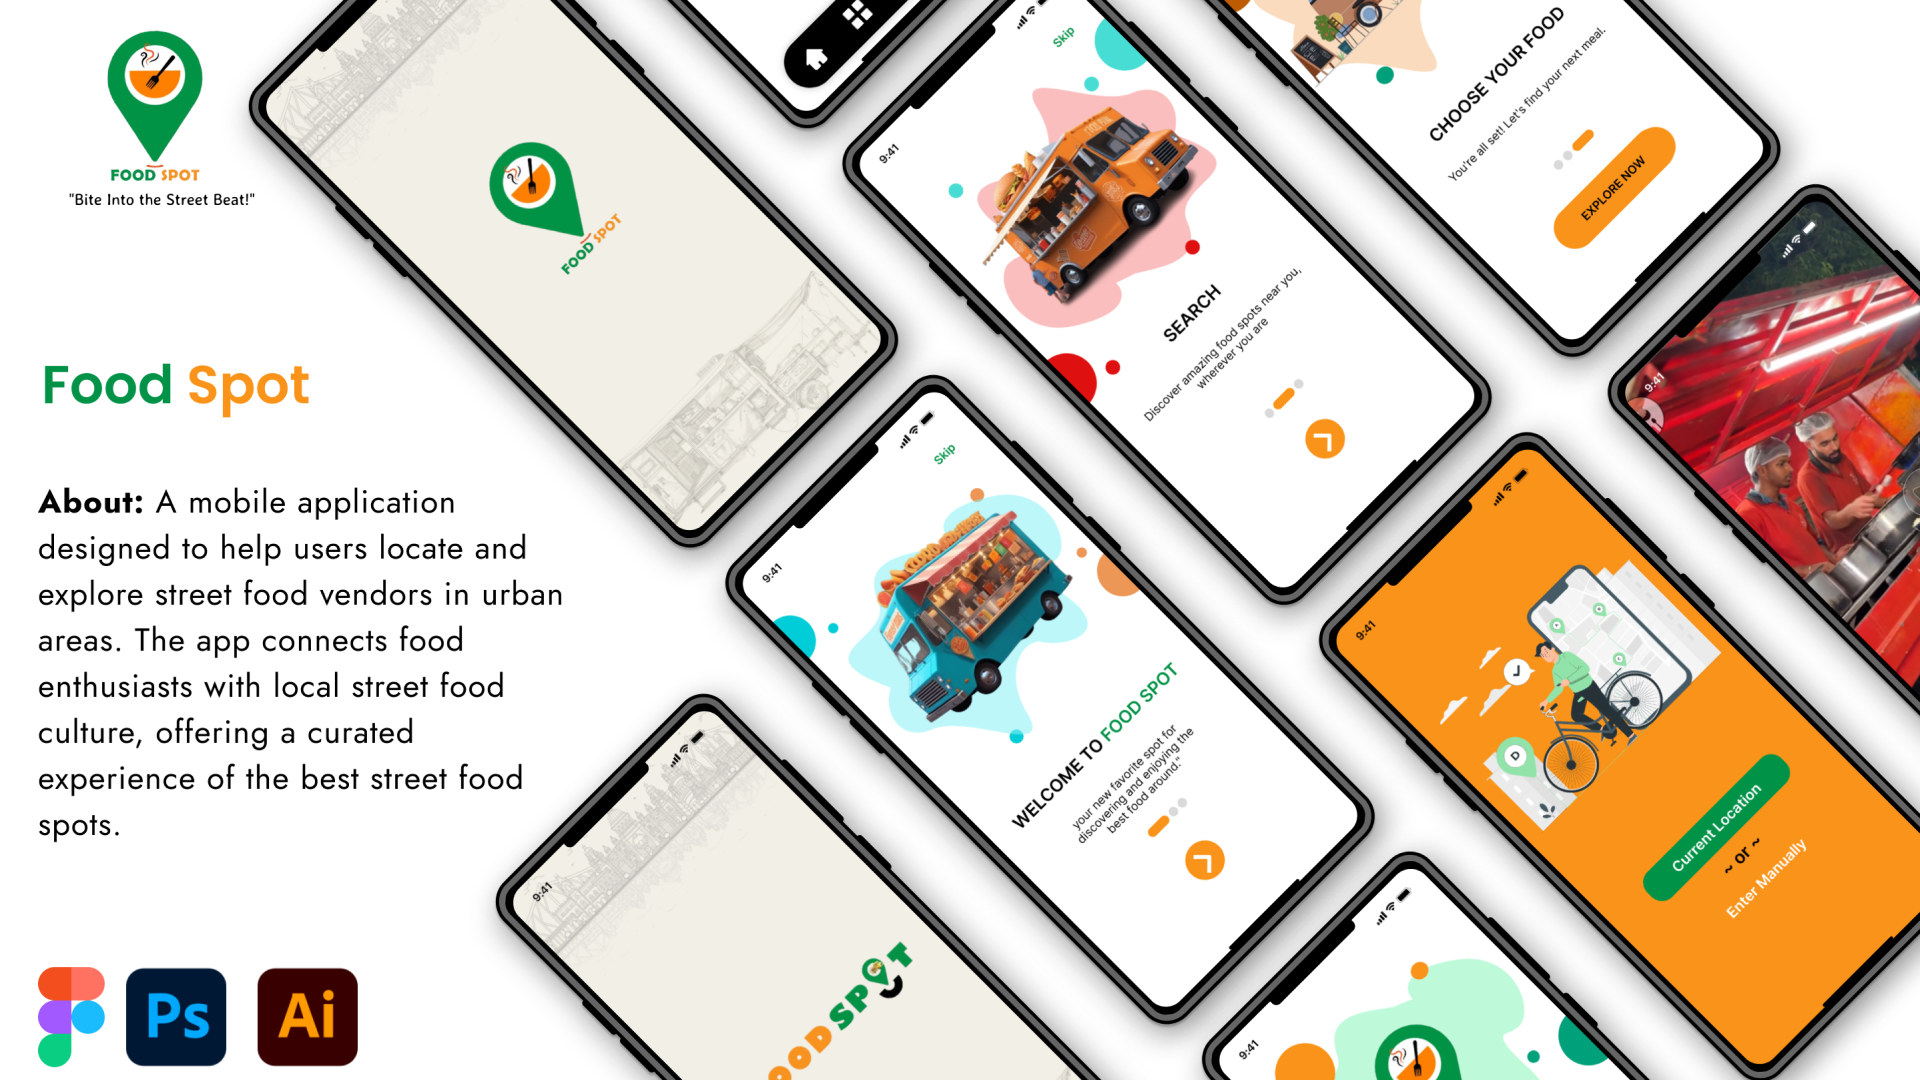 FOOD SPOT
"Bite Into the Street Beat!"
Food Spot
About: A mobile application
designed to help users locate and
explore street food vendors in urban
areas. The app connects food
enthusiasts with local street food
culture, offering a curated
experience of the best street food
spots.
Ps
Ai
FOOD SPOT
9:41
Skip
SEARCH
Discover amazing food spots near you,
wherever you are
CHOOSE YOUR FOOD
You're all set! Let's find your next meal.
EXPLORE NOW
9:41
9:41
Skip
WELCOME TO FOOD SPOT
your new favorite spot for
discovering and enjoying the
best food around."
9:41
D
Current Location
~ or ~
Enter Manually
9:41
OOD SPOT
9:41